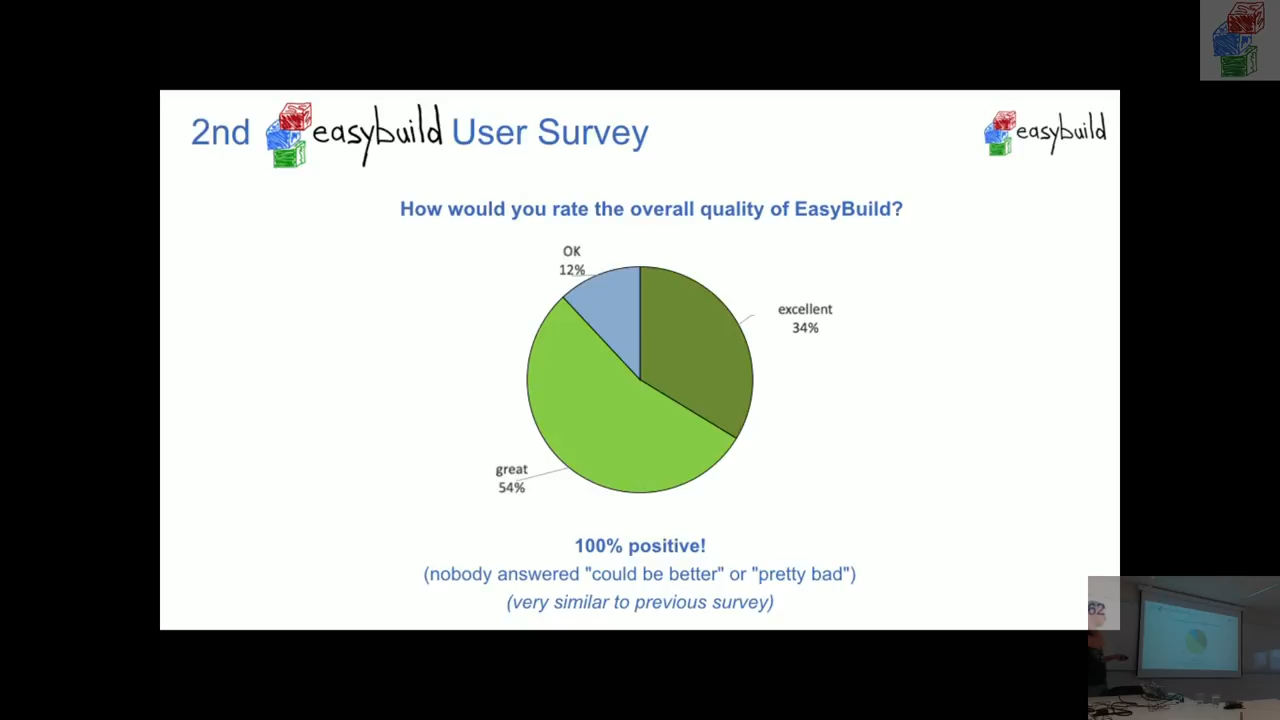 2nd easybuild User Survey
easybuild
How would you rate the overall quality of EasyBuild?
OK
12%
excellent
34%
great
54%
100% positive!
(nobody answered "could be better" or "pretty bad")
(very similar to previous survey)
62